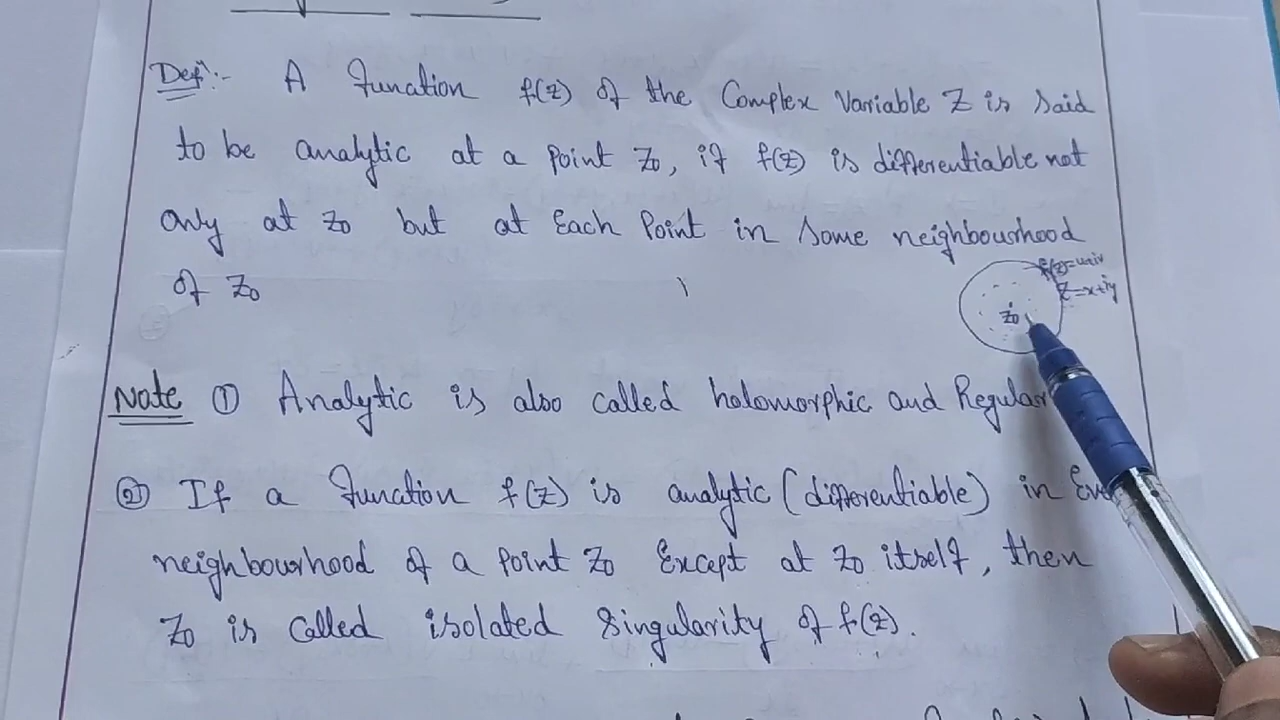 Defn:- A function f(z) of the Complex Variable Z is said
to be analytic at a point Z0, if f(z) is differentiable not
only at Z0 but at Each Point in some neighbourhood
of Z0
f(z)=u+iv
Z=x+iy
Z0
Note ① Analytic is also called holomorphic and Regular
② If a function f(z) is analytic (differentiable) in
neighbourhood of a point Z0 Except at Z0 itself, then
Z0 is called isolated Singularity of f(z).